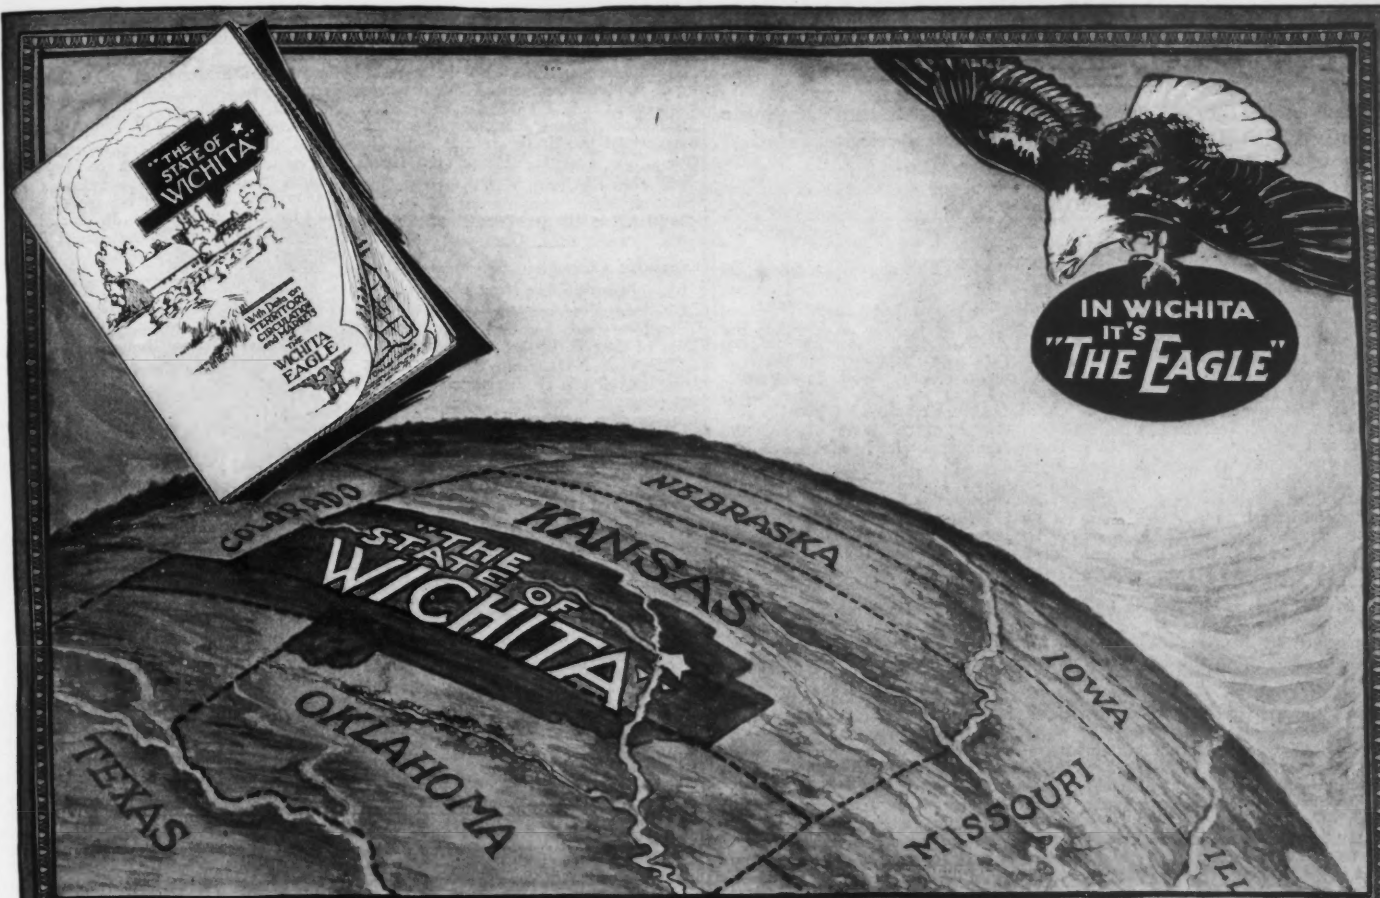 "THE
STATE OF
WICHITA"
With Data on
TERRITORY
CIRCULATION
and MARKETS
THE
WICHITA
EAGLE
IN WICHITA
IT'S
"THE EAGLE"
COLORADO
NEBRASKA
KANSAS
"THE
STATE OF
WICHITA"
IOWA
OKLAHOMA
TEXAS
MISSOURI
ILL